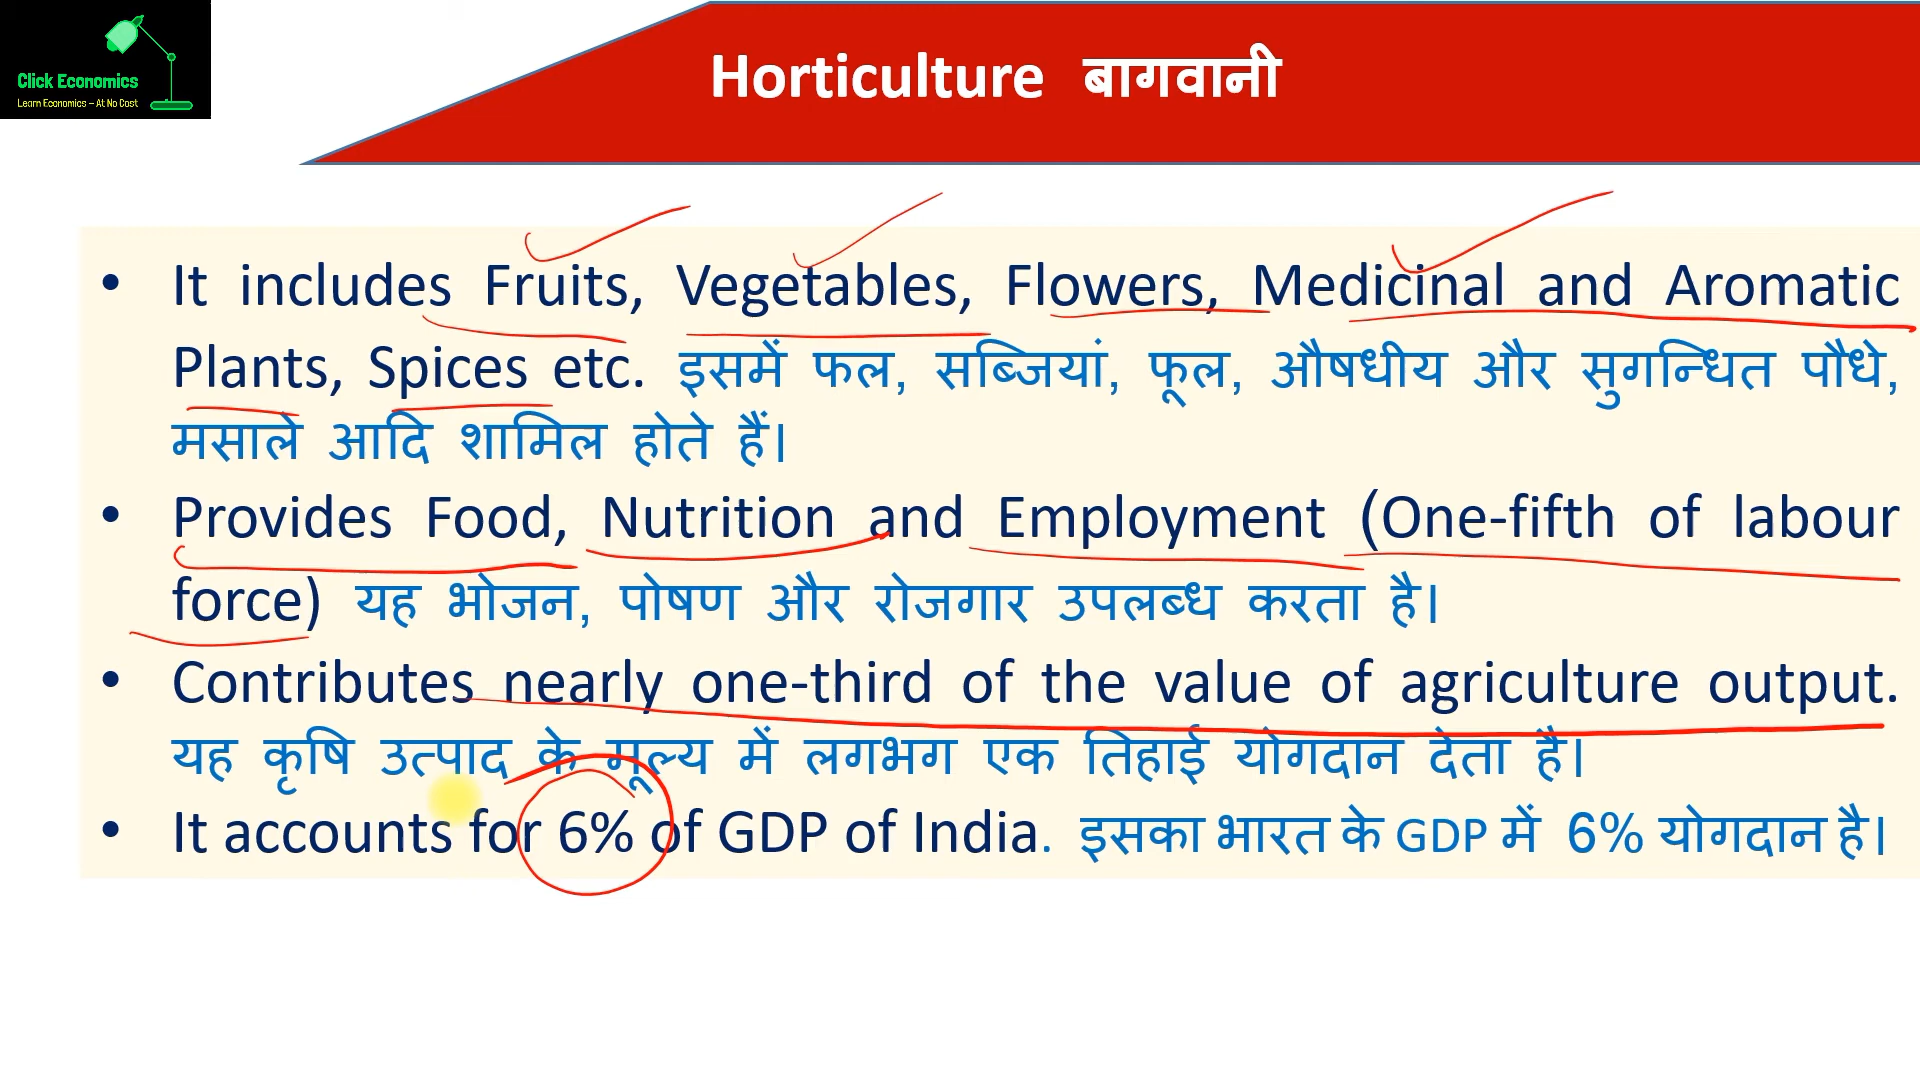 Click Economics
Learn Economics – At No Cost
Horticulture बागवानी
• It includes Fruits, Vegetables, Flowers, Medicinal and Aromatic
Plants, Spices etc. इसमें फल, सब्जियां, फूल, औषधीय और सुगन्धित पौधे,
मसाले आदि शामिल होते हैं।
• Provides Food, Nutrition and Employment (One-fifth of labour
force) यह भोजन, पोषण और रोजगार उपलब्ध करता है।
• Contributes nearly one-third of the value of agriculture output.
यह कृषि उत्पाद के मूल्य में लगभग एक तिहाई योगदान देता है।
• It accounts for 6% of GDP of India. इसका भारत के GDP में 6% योगदान है।